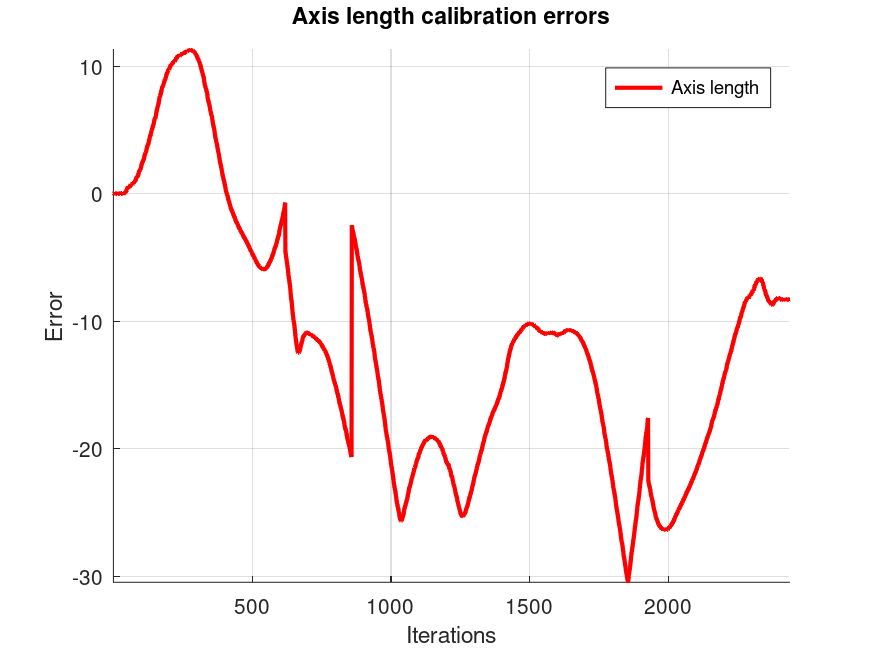 Axis length calibration errors
Axis length
10
0
-10
-20
-30
Error
500
1000
1500
2000
Iterations